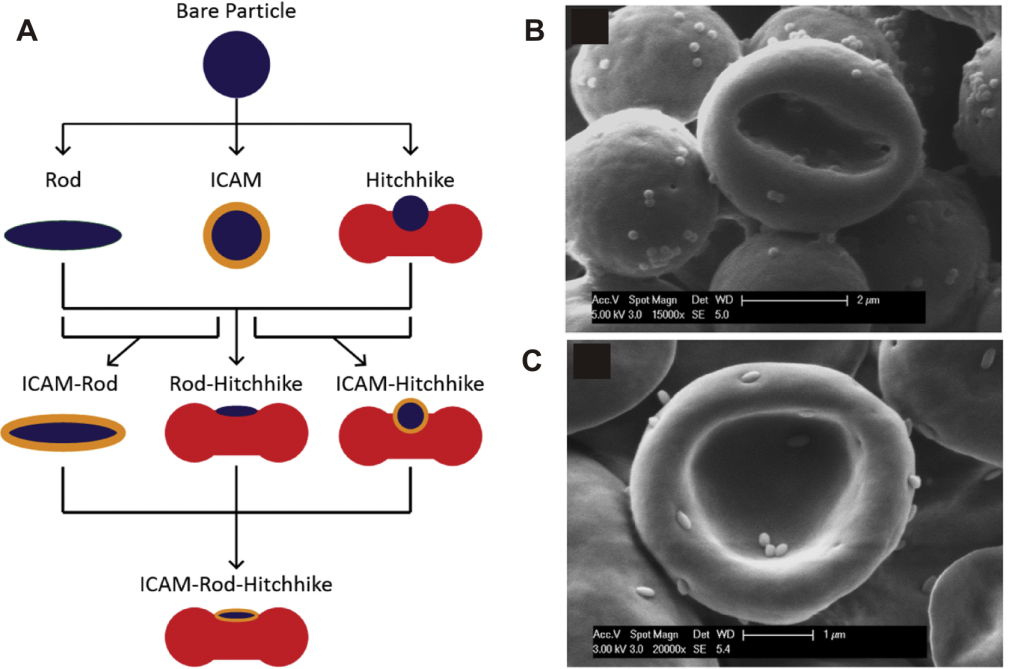 A
Bare Particle
Rod
ICAM
Hitchhike
ICAM-Rod
Rod-Hitchhike
ICAM-Hitchhike
ICAM-Rod-Hitchhike
B
Acc.V Spot Magn Det WD 2 µm
5.00 kV 3.0 15000x SE 5.0
C
Acc.V Spot Magn Det WD 1 µm
3.00 kV 3.0 20000x SE 5.4